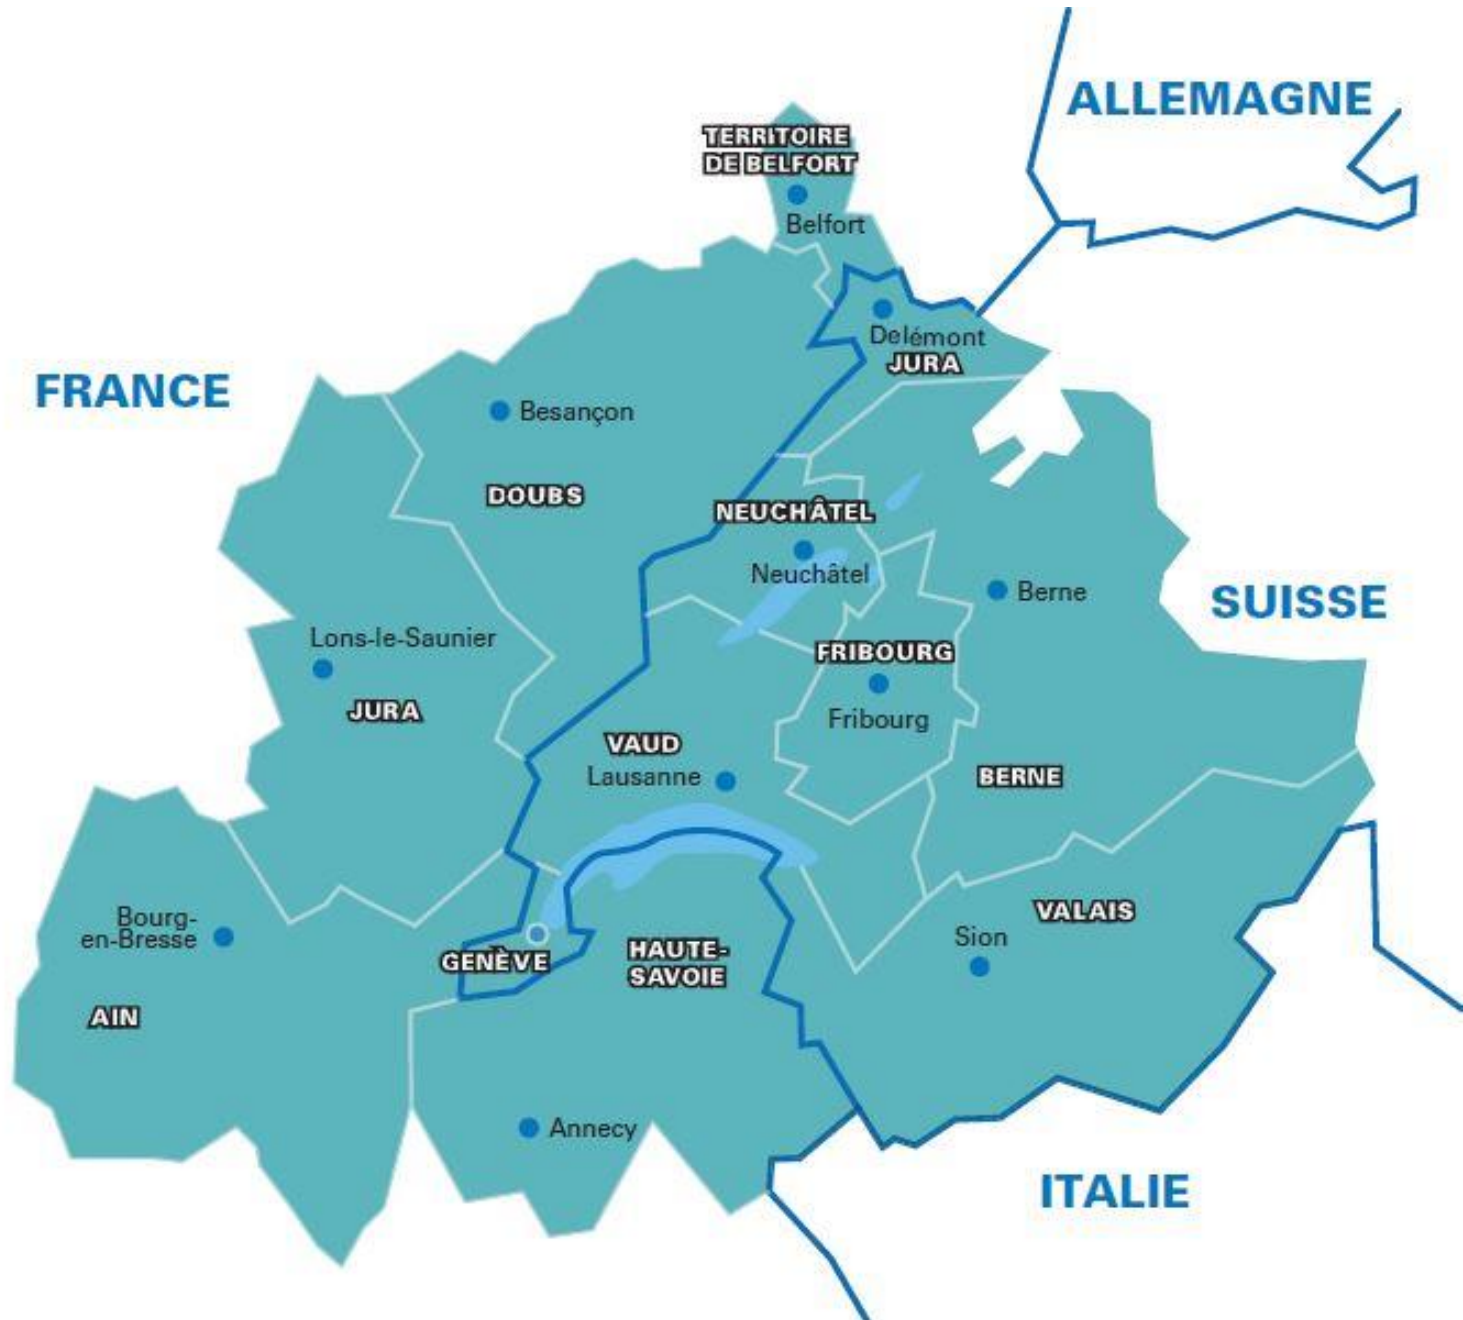 ALLEMAGNE
TERRITOIRE
DE BELFORT
Belfort
Delémont
JURA
FRANCE
Besançon
DOUBS
NEUCHÂTEL
Neuchâtel
Berne
SUISSE
Lons-le-Saunier
JURA
FRIBOURG
Fribourg
VAUD
Lausanne
BERNE
VALAIS
Bourg-
en-Bresse
Sion
GENÈVE
HAUTE-
SAVOIE
AIN
Annecy
ITALIE